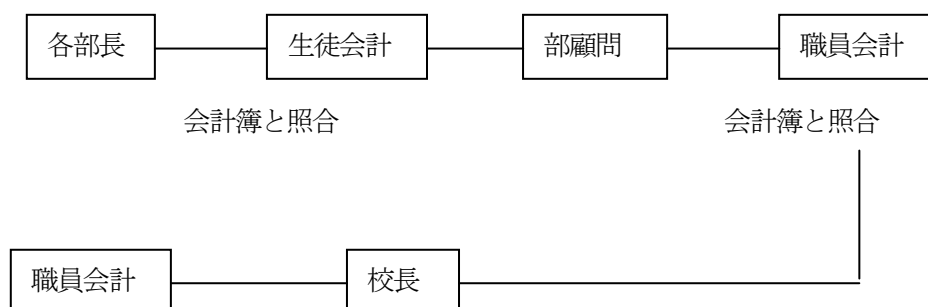 各部長 生徒会計 部顧問 職員会計
会計簿と照合 会計簿と照合
職員会計 校長